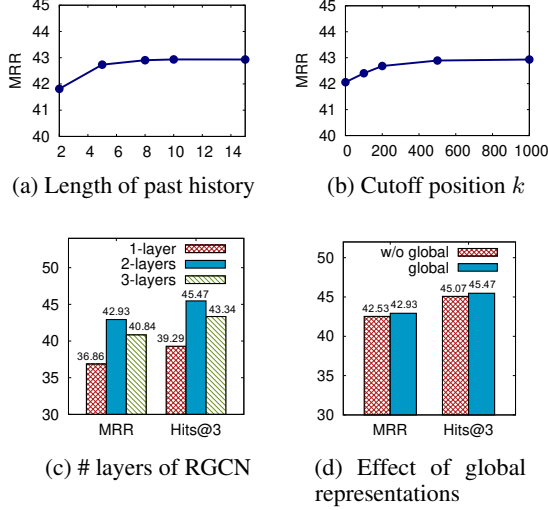 45
44
43
42
41
40
MRR
2 4 6 8 10 12 14
(a) Length of past history
45
44
43
42
41
40
MRR
0 200 400 600 800 1000
(b) Cutoff position k
1-layer
2-layers
3-layers
50
45
40
35
30
36.86
42.93
40.84
39.29
45.47
43.34
MRR Hits@3
(c) # layers of RGCN
w/o global
global
50
45
40
35
30
42.53
42.93
45.07
45.47
MRR Hits@3
(d) Effect of global
representations